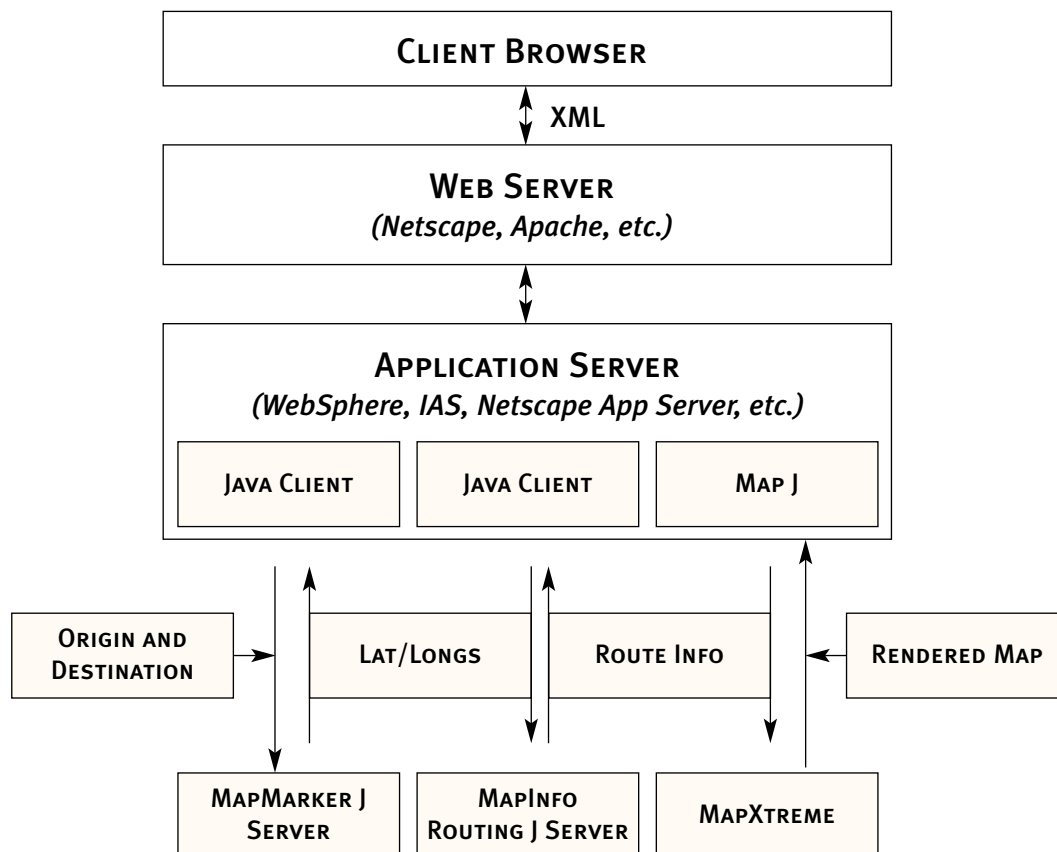 CLIENT BROWSER
XML
WEB SERVER
(Netscape, Apache, etc.)
APPLICATION SERVER
(WebSphere, IAS, Netscape App Server, etc.)
JAVA CLIENT
JAVA CLIENT
MAP J
ORIGIN AND
DESTINATION
LAT/LONGS
ROUTE INFO
RENDERED MAP
MAPMARKER J
SERVER
MAPINFO
ROUTING J SERVER
MAPXTREME